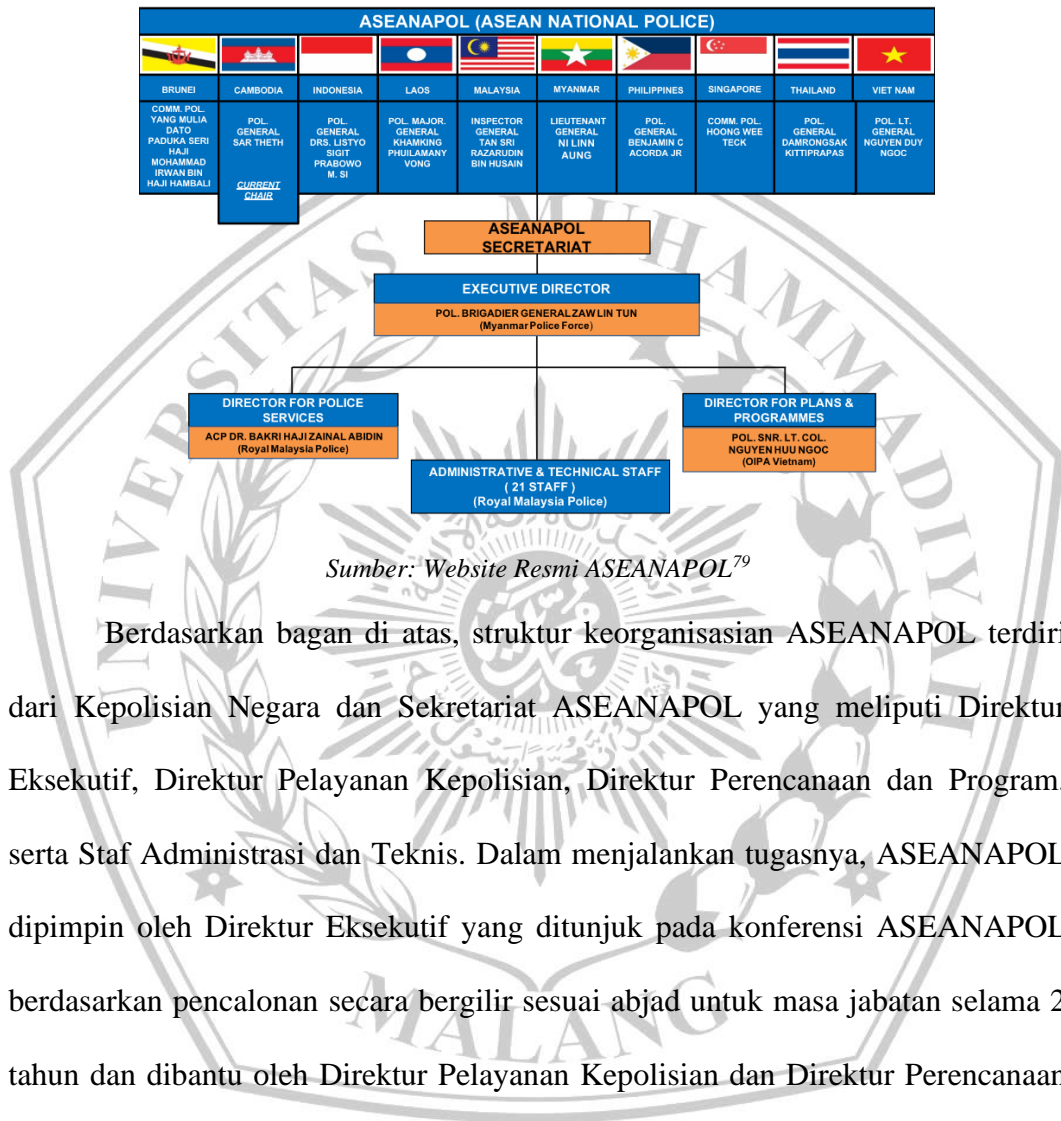 ASEANAPOL (ASEAN NATIONAL POLICE)
BRUNEI
COMM. POL.
YANG MULIA
DATO
PADUKA SERI
HAJI
MOHAMMAD
IRWAN BIN
HAJI HAMBALI
CAMBODIA
POL.
GENERAL
SAR THETH
CURRENT
CHAIR
INDONESIA
POL.
GENERAL
DRS. LISTYO
SIGIT
PRABOWO
M. SI
LAOS
POL. MAJOR.
GENERAL
KHAMKING
PHUILAMANY
VONG
MALAYSIA
INSPECTOR
GENERAL
TAN SRI
RAZARUDIN
BIN HUSAIN
MYANMAR
LIEUTENANT
GENERAL
NI LINN
AUNG
PHILIPPINES
POL.
GENERAL
BENJAMIN C
ACORDA JR
SINGAPORE
COMM. POL.
HOONG WEE
TECK
THAILAND
POL.
GENERAL
DAMRONGSAK
KITTIPRAPAS
VIET NAM
POL. LT.
GENERAL
NGUYEN DUY
NGOC
ASEANAPOL
SECRETARIAT
EXECUTIVE DIRECTOR
POL. BRIGADIER GENERALZAW LIN TUN
(Myanmar Police Force)
DIRECTOR FOR POLICE
SERVICES
ACP DR. BAKRI HAJI ZAINAL ABIDIN
(Royal Malaysia Police)
DIRECTOR FOR PLANS &
PROGRAMMES
POL. SNR. LT. COL.
NGUYEN HUU NGOC
(OIPA Vietnam)
ADMINISTRATIVE & TECHNICAL STAFF
( 21 STAFF )
(Royal Malaysia Police)
Sumber: Website Resmi ASEANAPOL79
Berdasarkan bagan di atas, struktur keorganisasian ASEANAPOL terdiri
dari Kepolisian Negara dan Sekretariat ASEANAPOL yang meliputi Direktur
Eksekutif, Direktur Pelayanan Kepolisian, Direktur Perencanaan dan Program,
serta Staf Administrasi dan Teknis. Dalam menjalankan tugasnya, ASEANAPOL
dipimpin oleh Direktur Eksekutif yang ditunjuk pada konferensi ASEANAPOL
berdasarkan pencalonan secara bergilir sesuai abjad untuk masa jabatan selama 2
tahun dan dibantu oleh Direktur Pelayanan Kepolisian dan Direktur Perencanaan
UNIVERSITAS MUHAMMADIYAH
MALANG